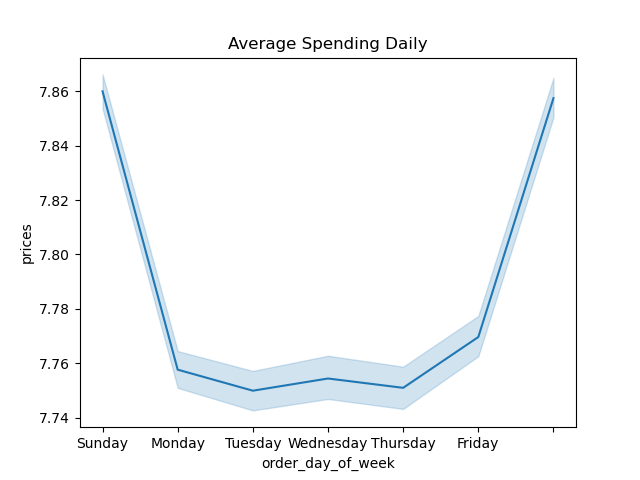 Average Spending Daily
prices
7.86
7.84
7.82
7.80
7.78
7.76
7.74
Sunday Monday Tuesday Wednesday Thursday Friday
order_day_of_week